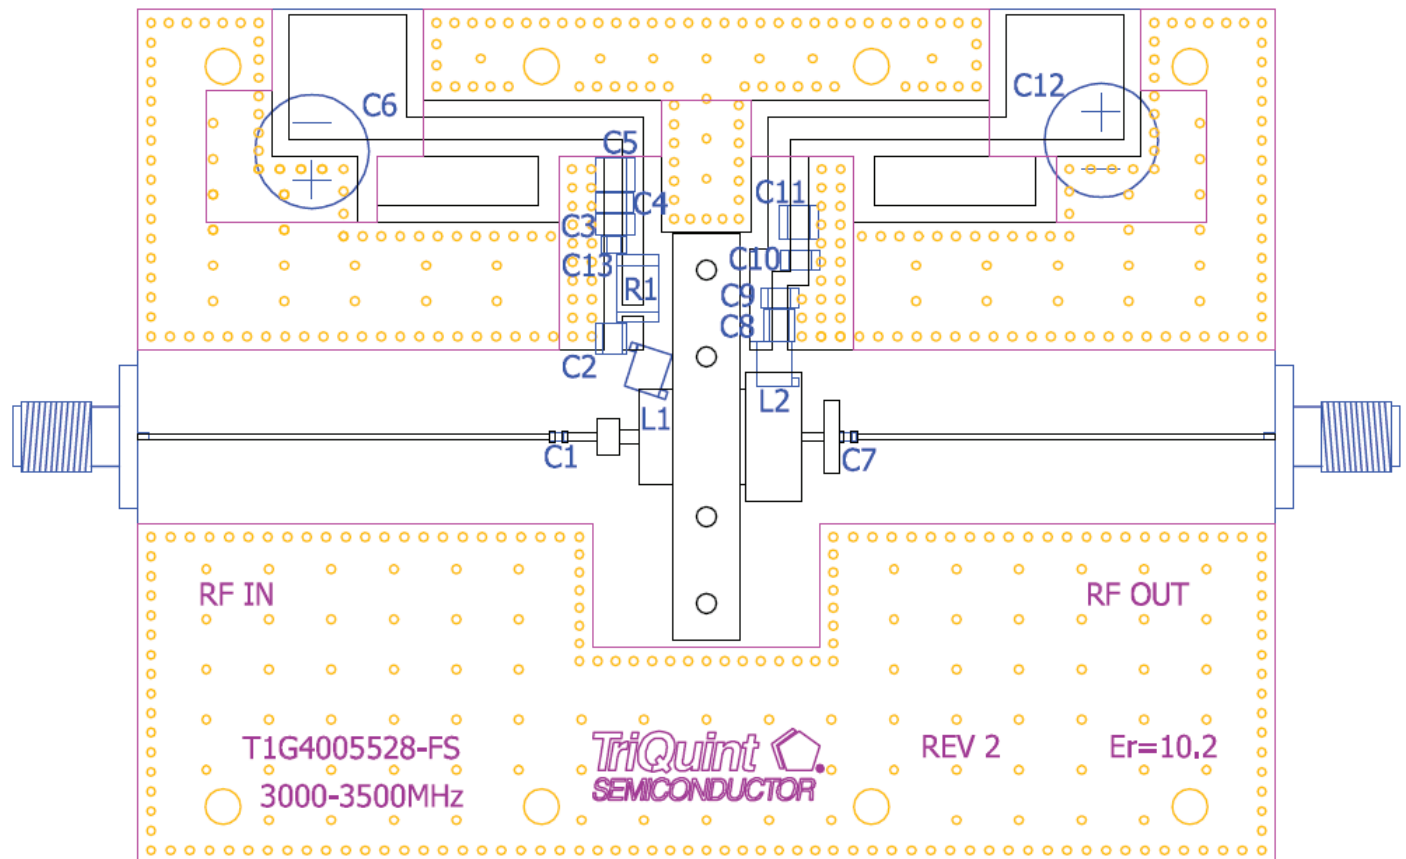 C6
C12
C5
C4
C11
C3
C13
C10
R1
C9
C8
C2
L1
L2
C1
C7
RF IN
RF OUT
T1G4005528-FS
3000-3500MHz
TriQuint
SEMICONDUCTOR
REV 2
Er=10.2